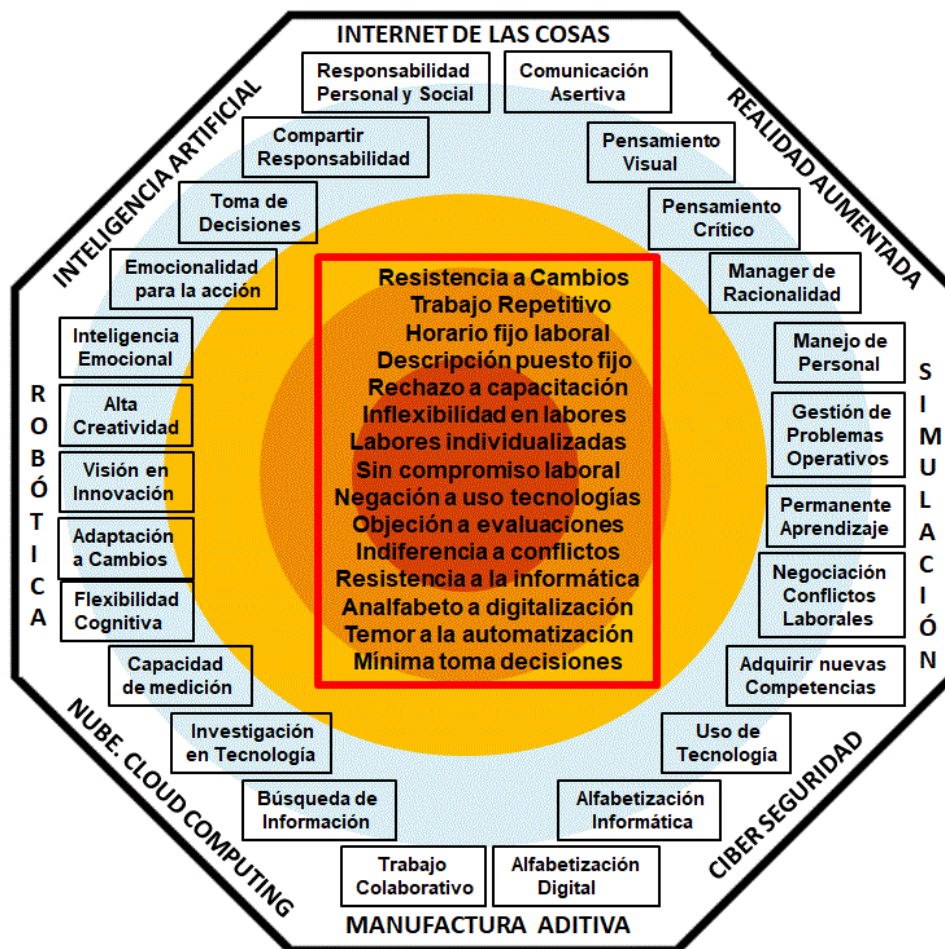 INTERNET DE LAS COSAS
REALIDAD AUMENTADA
SIMULACIÓN
CIBER SEGURIDAD
MANUFACTURA ADITIVA
NUBE. CLOUD COMPUTING
ROBÓTICA
INTELIGENCIA ARTIFICIAL
Responsabilidad
Personal y Social
Comunicación
Asertiva
Compartir
Responsabilidad
Pensamiento
Visual
Toma de
Decisiones
Pensamiento
Crítico
Emocionalidad
para la acción
Manager de
Racionalidad
Inteligencia
Emocional
Manejo de
Personal
Alta
Creatividad
Gestión de
Problemas
Operativos
Visión en
Innovación
Permanente
Aprendizaje
Adaptación
a Cambios
Negociación
Conflictos
Laborales
Flexibilidad
Cognitiva
Capacidad
de medición
Adquirir nuevas
Competencias
Investigación
en Tecnología
Uso de
Tecnología
Búsqueda de
Información
Alfabetización
Informática
Trabajo
Colaborativo
Alfabetización
Digital
Resistencia a Cambios
Trabajo Repetitivo
Horario fijo laboral
Descripción puesto fijo
Rechazo a capacitación
Inflexibilidad en labores
Labores individualizadas
Sin compromiso laboral
Negación a uso tecnologías
Objeción a evaluaciones
Indiferencia a conflictos
Resistencia a la informática
Analfabeto a digitalización
Temor a la automatización
Mínima toma decisiones